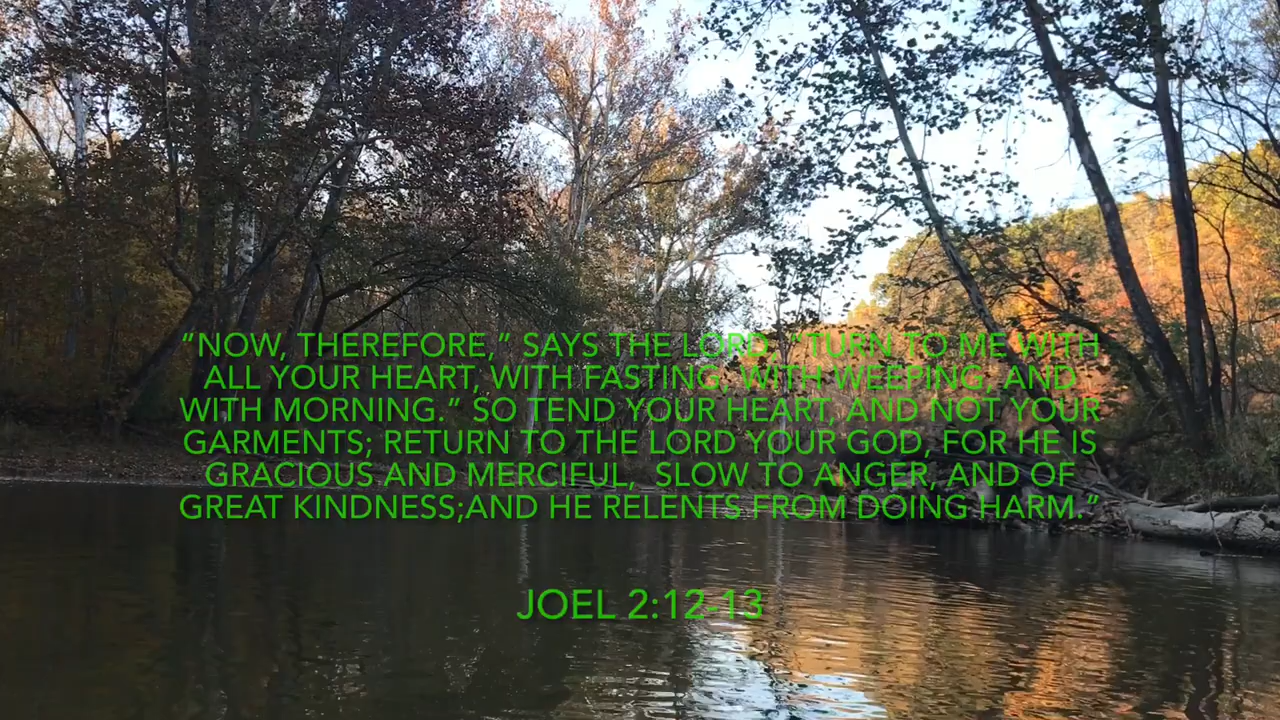 “NOW, THEREFORE,” SAYS THE LORD, “TURN TO ME WITH
ALL YOUR HEART, WITH FASTING, WITH WEEPING, AND
WITH MORNING.” SO TEND YOUR HEART, AND NOT YOUR
GARMENTS; RETURN TO THE LORD YOUR GOD, FOR HE IS
GRACIOUS AND MERCIFUL,  SLOW TO ANGER, AND OF
GREAT KINDNESS;AND HE RELENTS FROM DOING HARM.”
JOEL 2:12-13